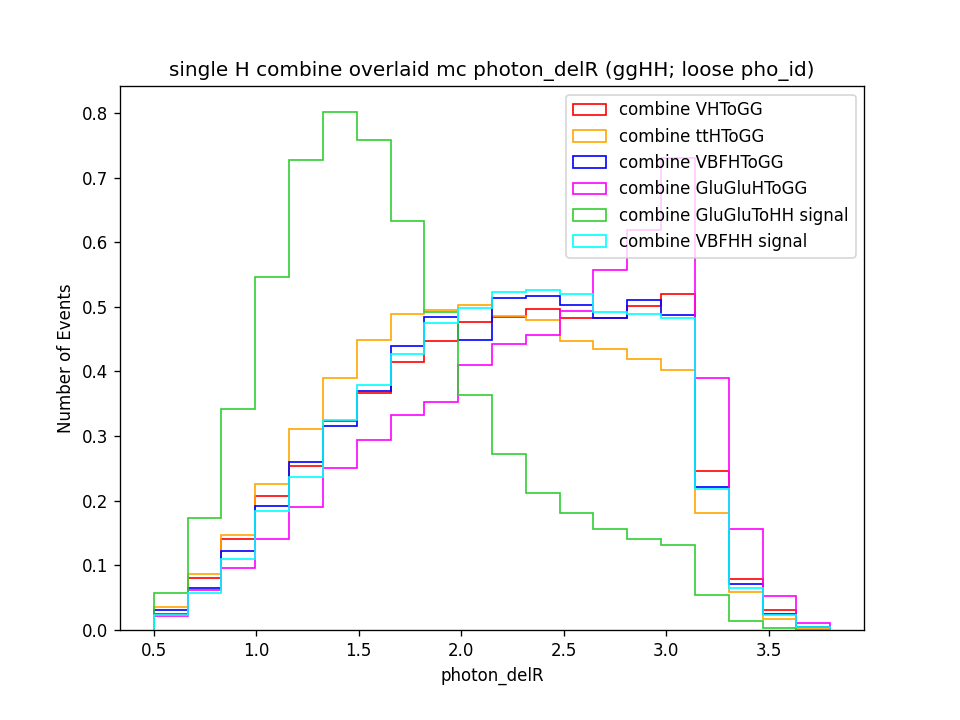 single H combine overlaid mc photon_delR (ggHH; loose pho_id)
combine VHToGG
combine ttHToGG
combine VBFHToGG
combine GluGluHToGG
combine GluGluToHH signal
combine VBFHH signal
Number of Events
0.8
0.7
0.6
0.5
0.4
0.3
0.2
0.1
0.0
0.5 1.0 1.5 2.0 2.5 3.0 3.5
photon_delR